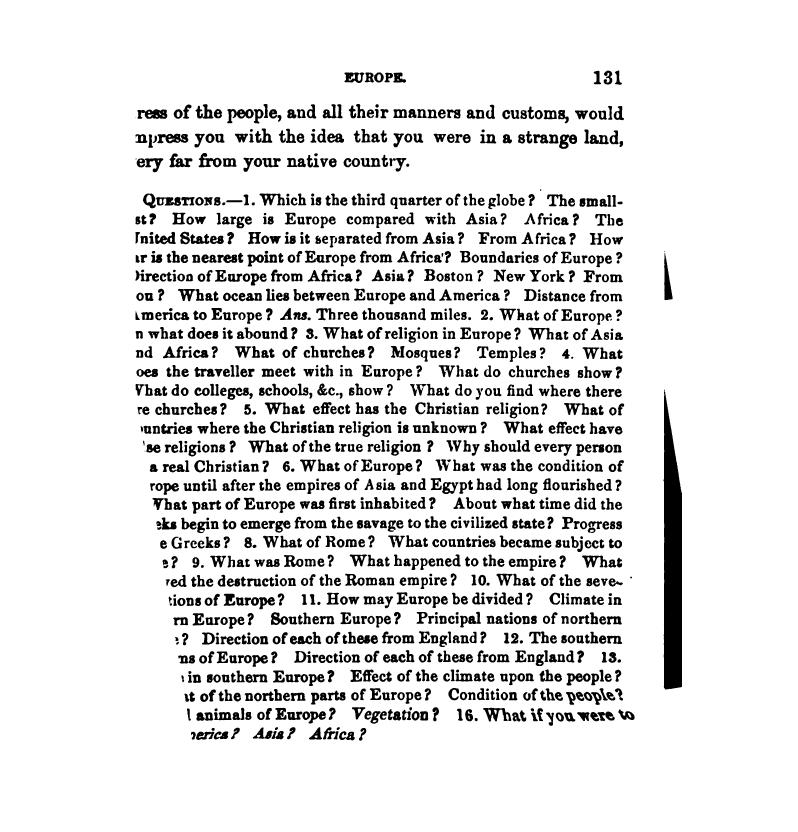 EUROPE. 131
ress of the people, and all their manners and customs, would
npress you with the idea that you were in a strange land,
ery far from your native country.
QUESTIONS.—1. Which is the third quarter of the globe? The small-
st? How large is Europe compared with Asia? Africa? The
nited States? How is it separated from Asia? From Africa? How
ar is the nearest point of Europe from Africa? Boundaries of Europe?
irection of Europe from Africa? Asia? Boston? New York? From
on? What ocean lies between Europe and America? Distance from
merica to Europe? Ans. Three thousand miles. 2. What of Europe?
n what does it abound? 3. What of religion in Europe? What of Asia
nd Africa? What of churches? Mosques? Temples? 4. What
oes the traveller meet with in Europe? What do churches show?
What do colleges, schools, &c., show? What do you find where there
re churches? 5. What effect has the Christian religion? What of
untries where the Christian religion is unknown? What effect have
se religions? What of the true religion? Why should every person
a real Christian? 6. What of Europe? What was the condition of
rope until after the empires of Asia and Egypt had long flourished?
What part of Europe was first inhabited? About what time did the
eks begin to emerge from the savage to the civilized state? Progress
e Greeks? 8. What of Rome? What countries became subject to
e? 9. What was Rome? What happened to the empire? What
red the destruction of the Roman empire? 10. What of the seve-
tions of Europe? 11. How may Europe be divided? Climate in
rn Europe? Southern Europe? Principal nations of northern
? Direction of each of these from England? 12. The southern
ns of Europe? Direction of each of these from England? 13.
in southern Europe? Effect of the climate upon the people?
at of the northern parts of Europe? Condition of the people?
l animals of Europe? Vegetation? 16. What if you were to
merica? Asia? Africa?